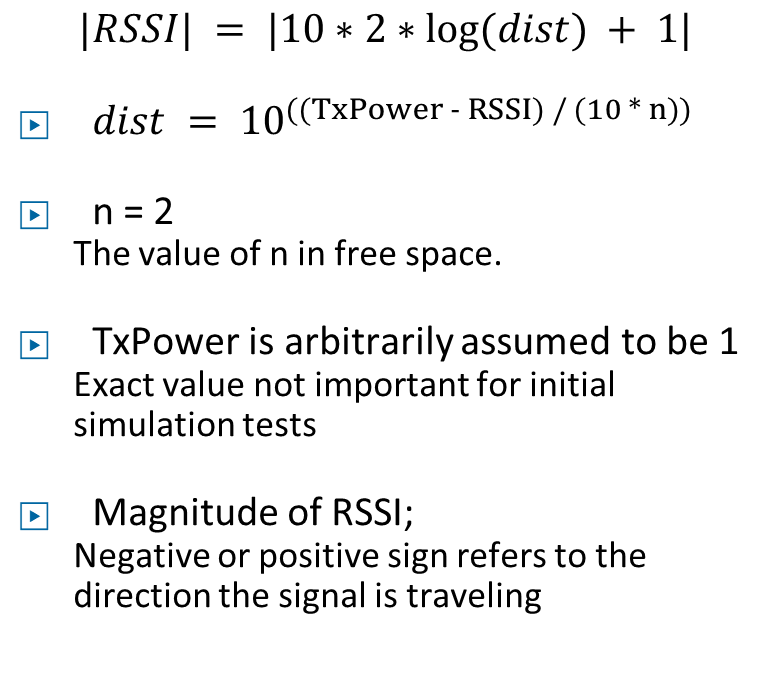 |RSSI| = |10 * 2 * log(dist) + 1|
dist = 10^((TxPower - RSSI) / (10 * n))
n = 2
The value of n in free space.
TxPower is arbitrarily assumed to be 1
Exact value not important for initial
simulation tests
Magnitude of RSSI;
Negative or positive sign refers to the
direction the signal is traveling